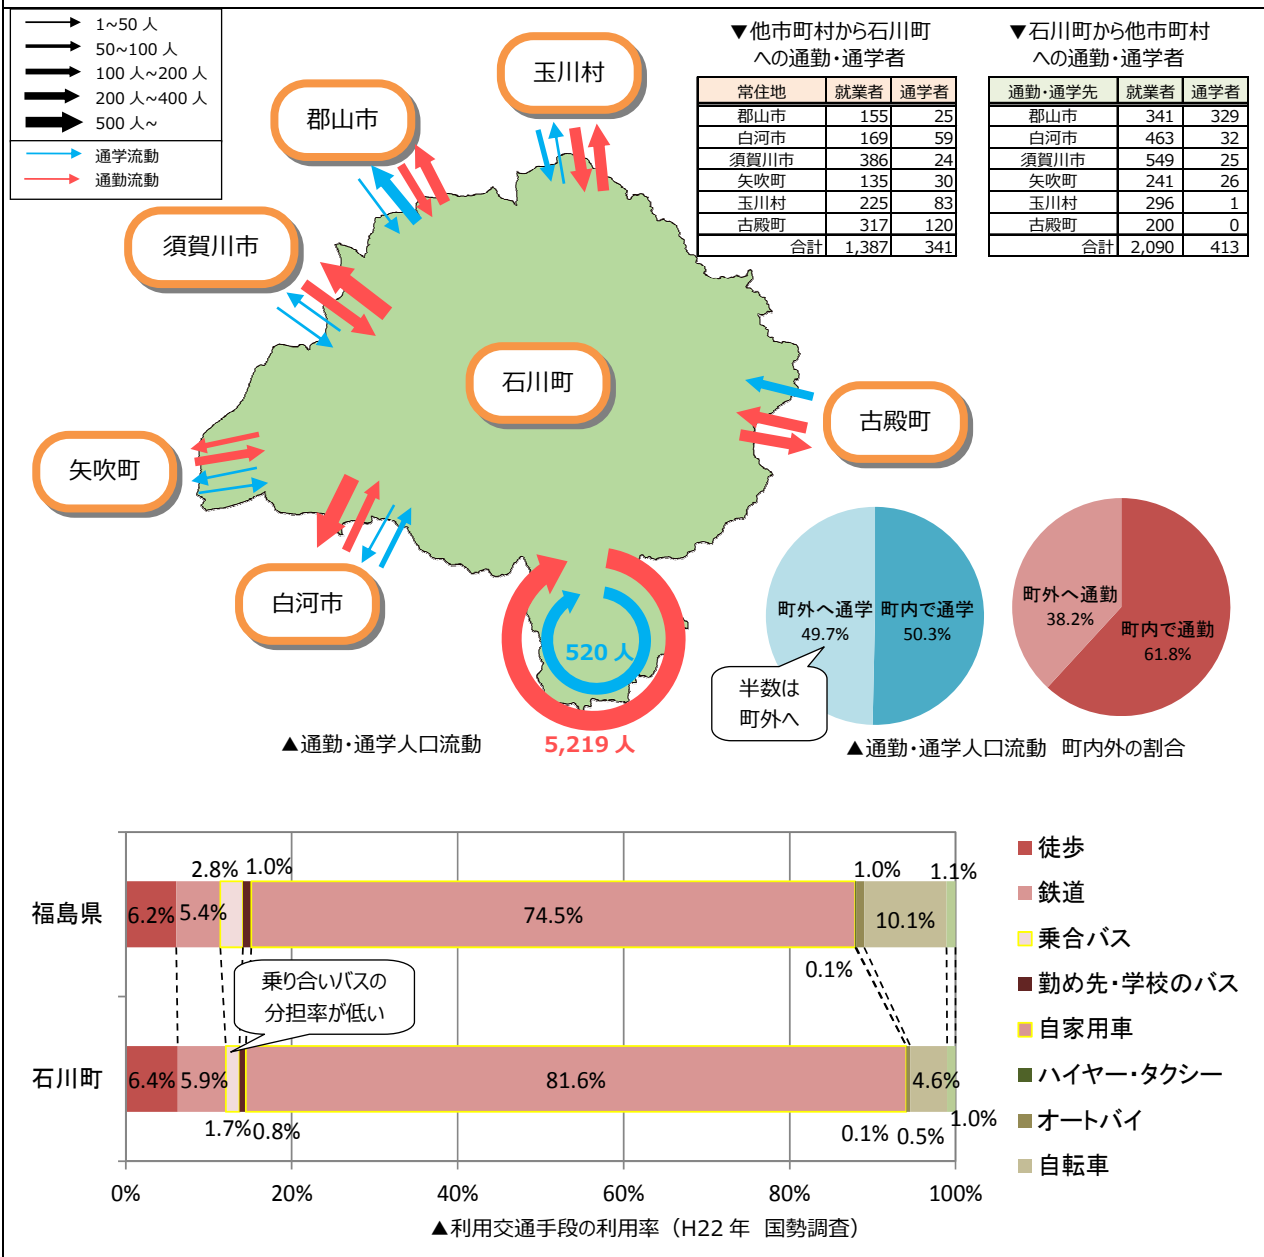 1~50 人
50~100 人
100 人~200 人
200 人~400 人
500 人~
通学流動
通勤流動
玉川村
郡山市
須賀川市
石川町
古殿町
矢吹町
白河市
520 人
5,219 人
▲通勤・通学人口流動
▼他市町村から石川町
への通勤・通学者
常住地 就業者 通学者
郡山市 155 25
白河市 169 59
須賀川市 386 24
矢吹町 135 30
玉川村 225 83
古殿町 317 120
合計 1,387 341
▼石川町から他市町村
への通勤・通学者
通勤・通学先 就業者 通学者
郡山市 341 329
白河市 463 32
須賀川市 549 25
矢吹町 241 26
玉川村 296 1
古殿町 200 0
合計 2,090 413
町外へ通学
49.7%
町内で通学
50.3%
半数は
町外へ
町外へ通勤
38.2%
町内で通勤
61.8%
▲通勤・通学人口流動 町内外の割合
福島県
6.2%
5.4%
2.8%
1.0%
74.5%
0.1%
1.0%
10.1%
1.1%
乗り合いバスの
分担率が低い
石川町
6.4%
5.9%
1.7%
0.8%
81.6%
0.1%
0.5%
4.6%
1.0%
0% 20% 40% 60% 80% 100%
徒歩
鉄道
乗合バス
勤め先・学校のバス
自家用車
ハイヤー・タクシー
オートバイ
自転車
▲利用交通手段の利用率（H22 年 国勢調査）